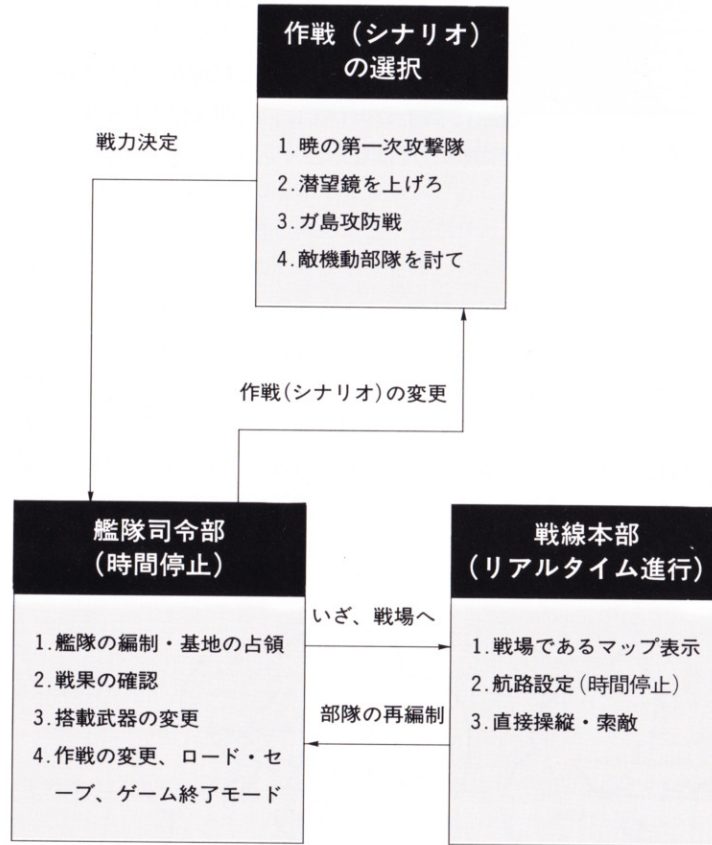 作戦（シナリオ）
の選択
1.暁の第一次攻撃隊
2.潜望鏡を上げろ
3.ガ島攻防戦
4.敵機動部隊を討て
戦力決定
作戦(シナリオ)の変更
艦隊司令部
(時間停止)
1.艦隊の編制・基地の占領
2.戦果の確認
3.搭載武器の変更
4.作戦の変更、ロード・セ
ーブ、ゲーム終了モード
いざ、戦場へ
部隊の再編制
戦線本部
(リアルタイム進行)
1.戦場であるマップ表示
2.航路設定(時間停止)
3.直接操縦・索敵